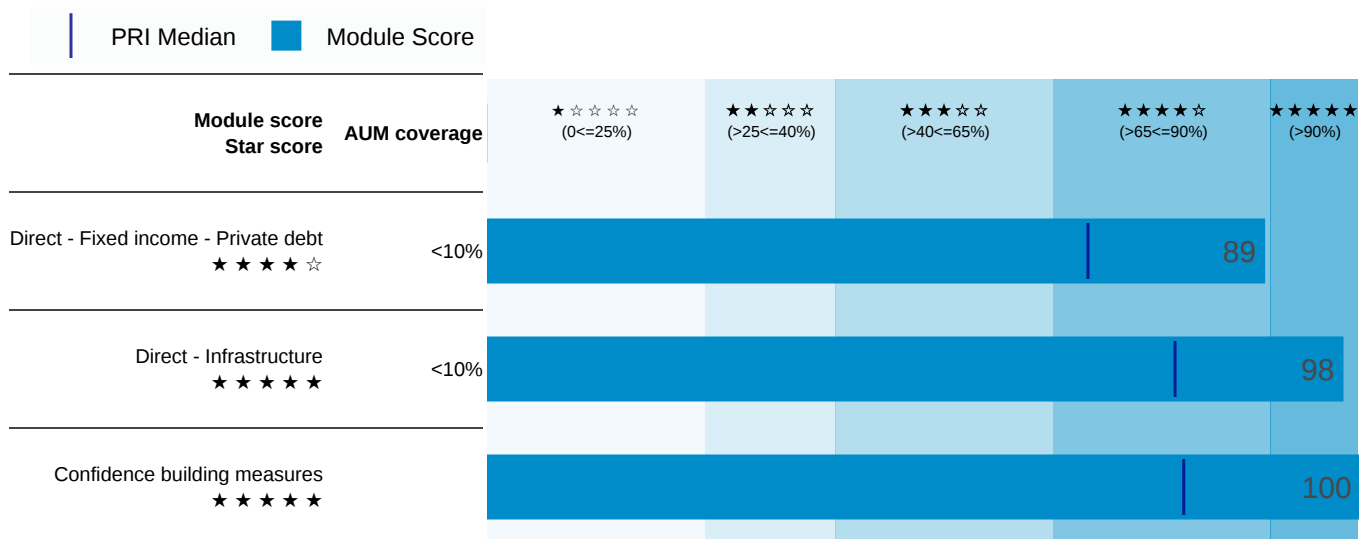 PRI Median Module Score
Module score
Star score
AUM coverage
★☆☆☆☆
(0<=25%)
★★☆☆☆
(>25<=40%)
★★★☆☆
(>40<=65%)
★★★★☆
(>65<=90%)
★★★★★
(>90%)
Direct - Fixed income - Private debt
★★★★☆
<10%
89
Direct - Infrastructure
★★★★★
<10%
98
Confidence building measures
★★★★★
100